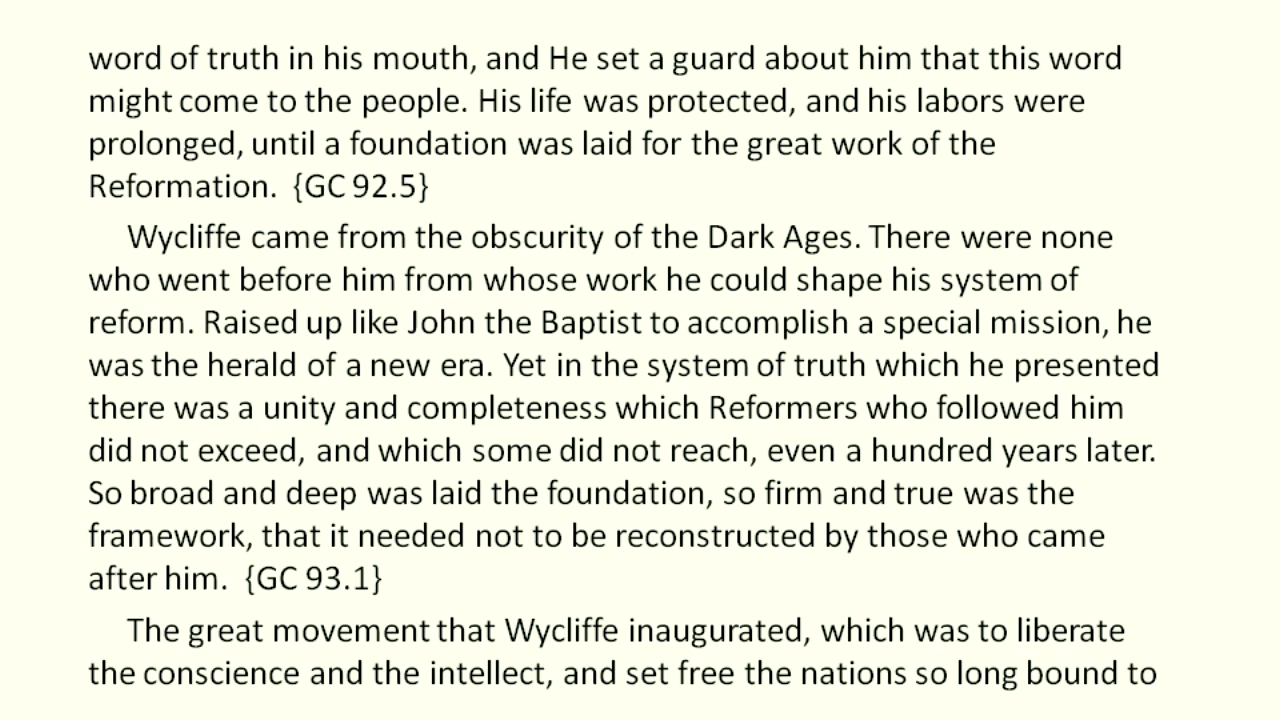 word of truth in his mouth, and He set a guard about him that this word
might come to the people. His life was protected, and his labors were
prolonged, until a foundation was laid for the great work of the
Reformation. {GC 92.5}
Wycliffe came from the obscurity of the Dark Ages. There were none
who went before him from whose work he could shape his system of
reform. Raised up like John the Baptist to accomplish a special mission, he
was the herald of a new era. Yet in the system of truth which he presented
there was a unity and completeness which Reformers who followed him
did not exceed, and which some did not reach, even a hundred years later.
So broad and deep was laid the foundation, so firm and true was the
framework, that it needed not to be reconstructed by those who came
after him. {GC 93.1}
The great movement that Wycliffe inaugurated, which was to liberate
the conscience and the intellect, and set free the nations so long bound to